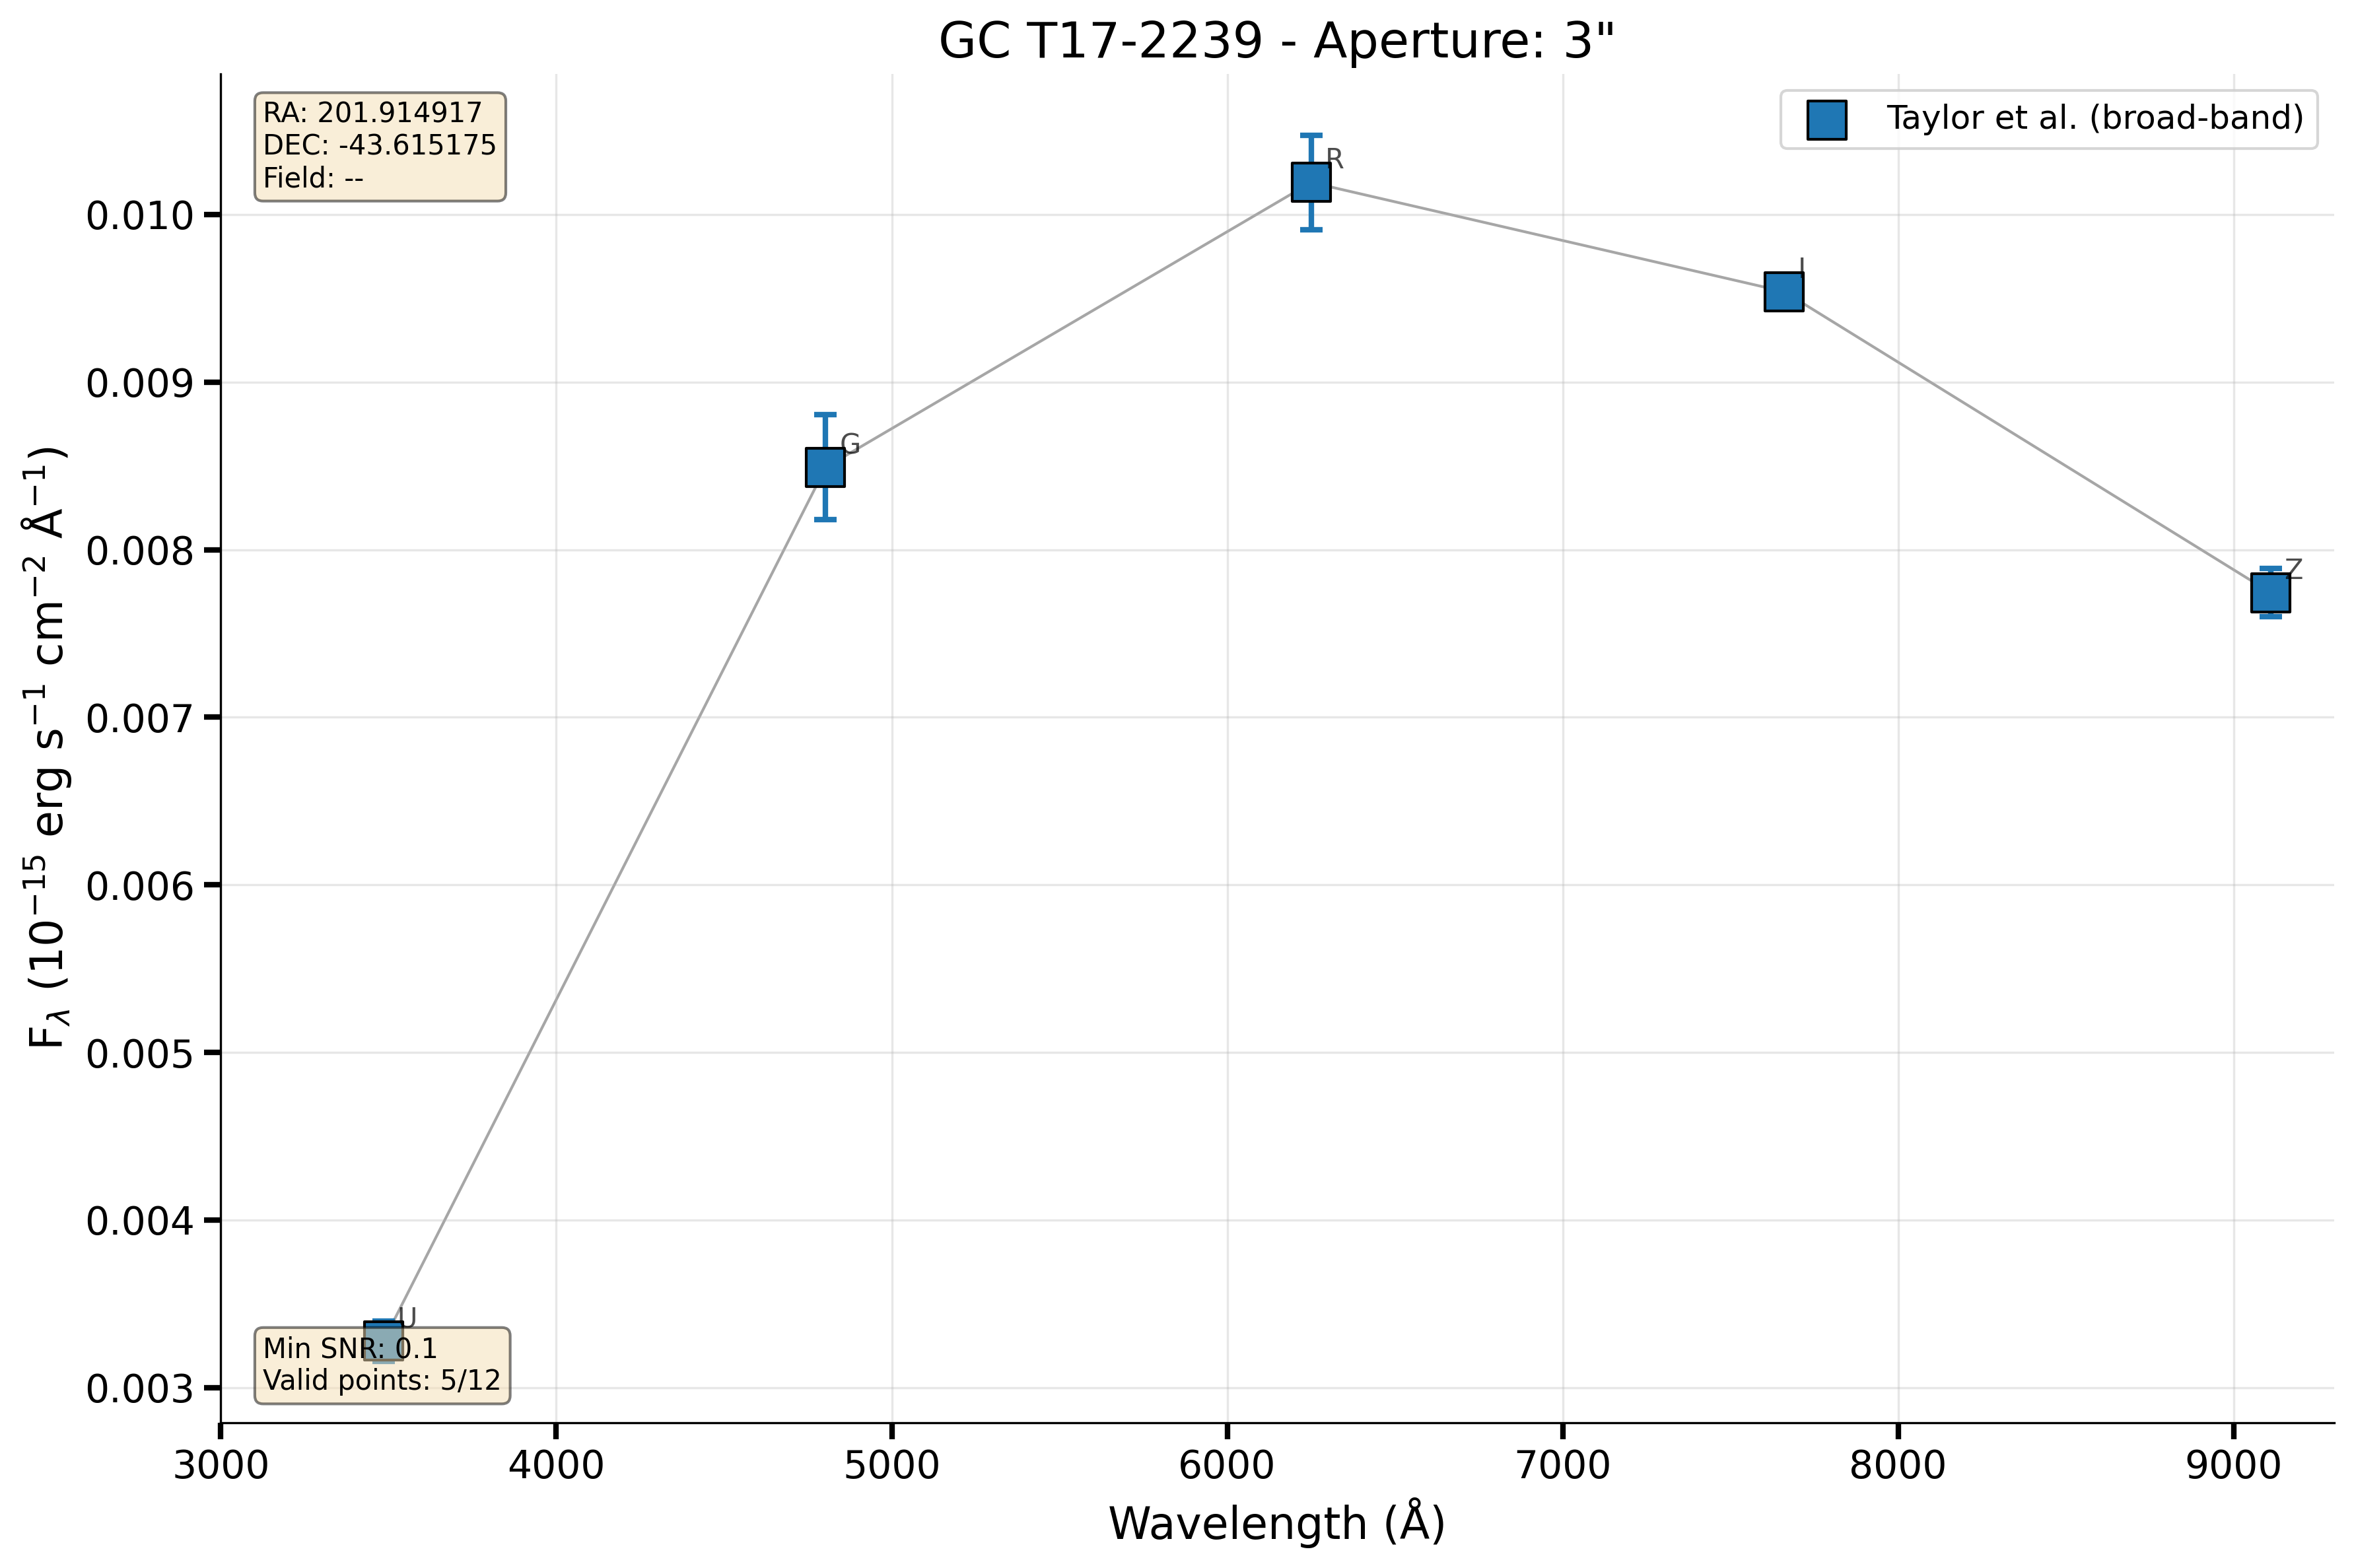 GC T17-2239 - Aperture: 3"
RA: 201.914917
DEC: -43.615175
Field: --
Taylor et al. (broad-band)
R
I
G
Z
U
Min SNR: 0.1
Valid points: 5/12
0.010
0.009
0.008
0.007
0.006
0.005
0.004
0.003
F_λ (10⁻¹⁵ erg s⁻¹ cm⁻² Å⁻¹)
3000 4000 5000 6000 7000 8000 9000
Wavelength (Å)